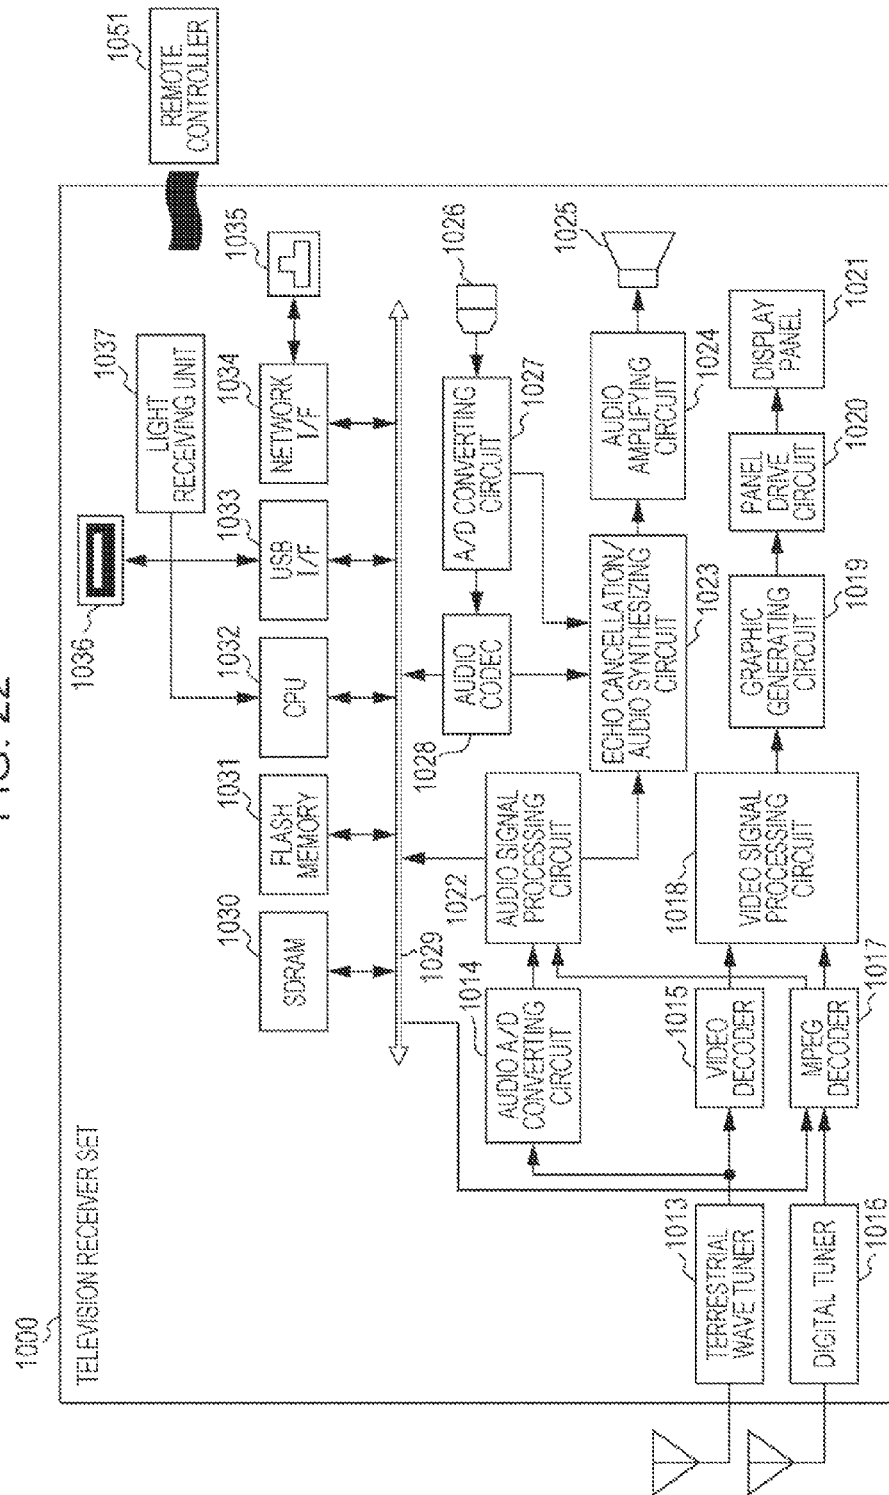 FIG. 22
1000
TELEVISION RECEIVER SET
1036
1037
LIGHT
RECEIVING UNIT
1051
REMOTE
CONTROLLER
1030
SDRAM
1031
FLASH
MEMORY
1032
CPU
1033
USB
I/F
1034
NETWORK
I/F
1035
1029
1028
AUDIO
CODEC
A/D CONVERTING
CIRCUIT
1027
1026
1014
AUDIO A/D
CONVERTING
CIRCUIT
1022
AUDIO SIGNAL
PROCESSING
CIRCUIT
ECHO CANCELLATION/
AUDIO SYNTHESIZING
CIRCUIT
1023
AUDIO
AMPLIFYING
CIRCUIT
1024
1025
1013
TERRESTRIAL
WAVE TUNER
1015
VIDEO
DECODER
1018
VIDEO SIGNAL
PROCESSING
CIRCUIT
GRAPHIC
GENERATING
CIRCUIT
1019
PANEL
DRIVE
CIRCUIT
1020
DISPLAY
PANEL
1021
DIGITAL TUNER
1016
MPEG
DECODER
1017